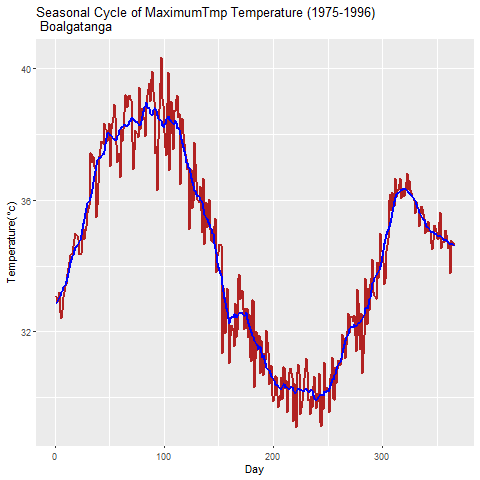 Seasonal Cycle of MaximumTmp Temperature (1975-1996)
Boalgatanga
40
36
32
Temperature(°c)
0
100
200
300
Day